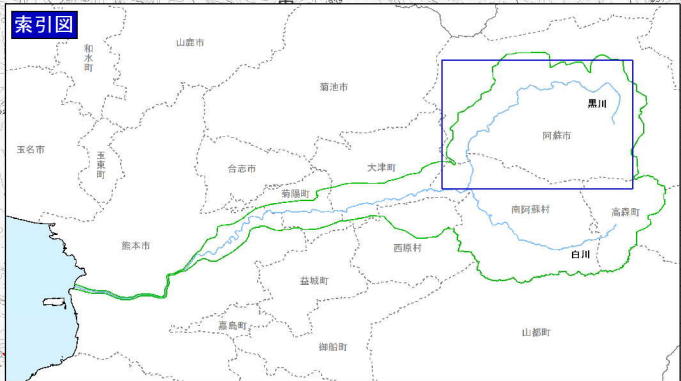 索引図
和水町
山鹿市
菊池市
黒川
阿蘇市
玉名市
玉東町
合志市
大津町
菊陽町
南阿蘇村
高森町
熊本市
西原村
白川
益城町
嘉島町
御船町
山都町